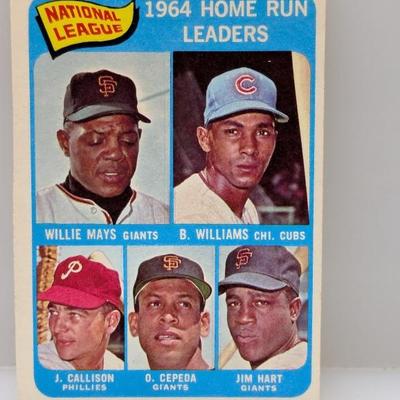 NATIONAL
LEAGUE
1964 HOME RUN
LEADERS
SF
C
WILLIE MAYS GIANTS
B. WILLIAMS CHI. CUBS
P
SF
SF
J. CALLISON
PHILLIES
O. CEPEDA
GIANTS
JIM HART
GIANTS